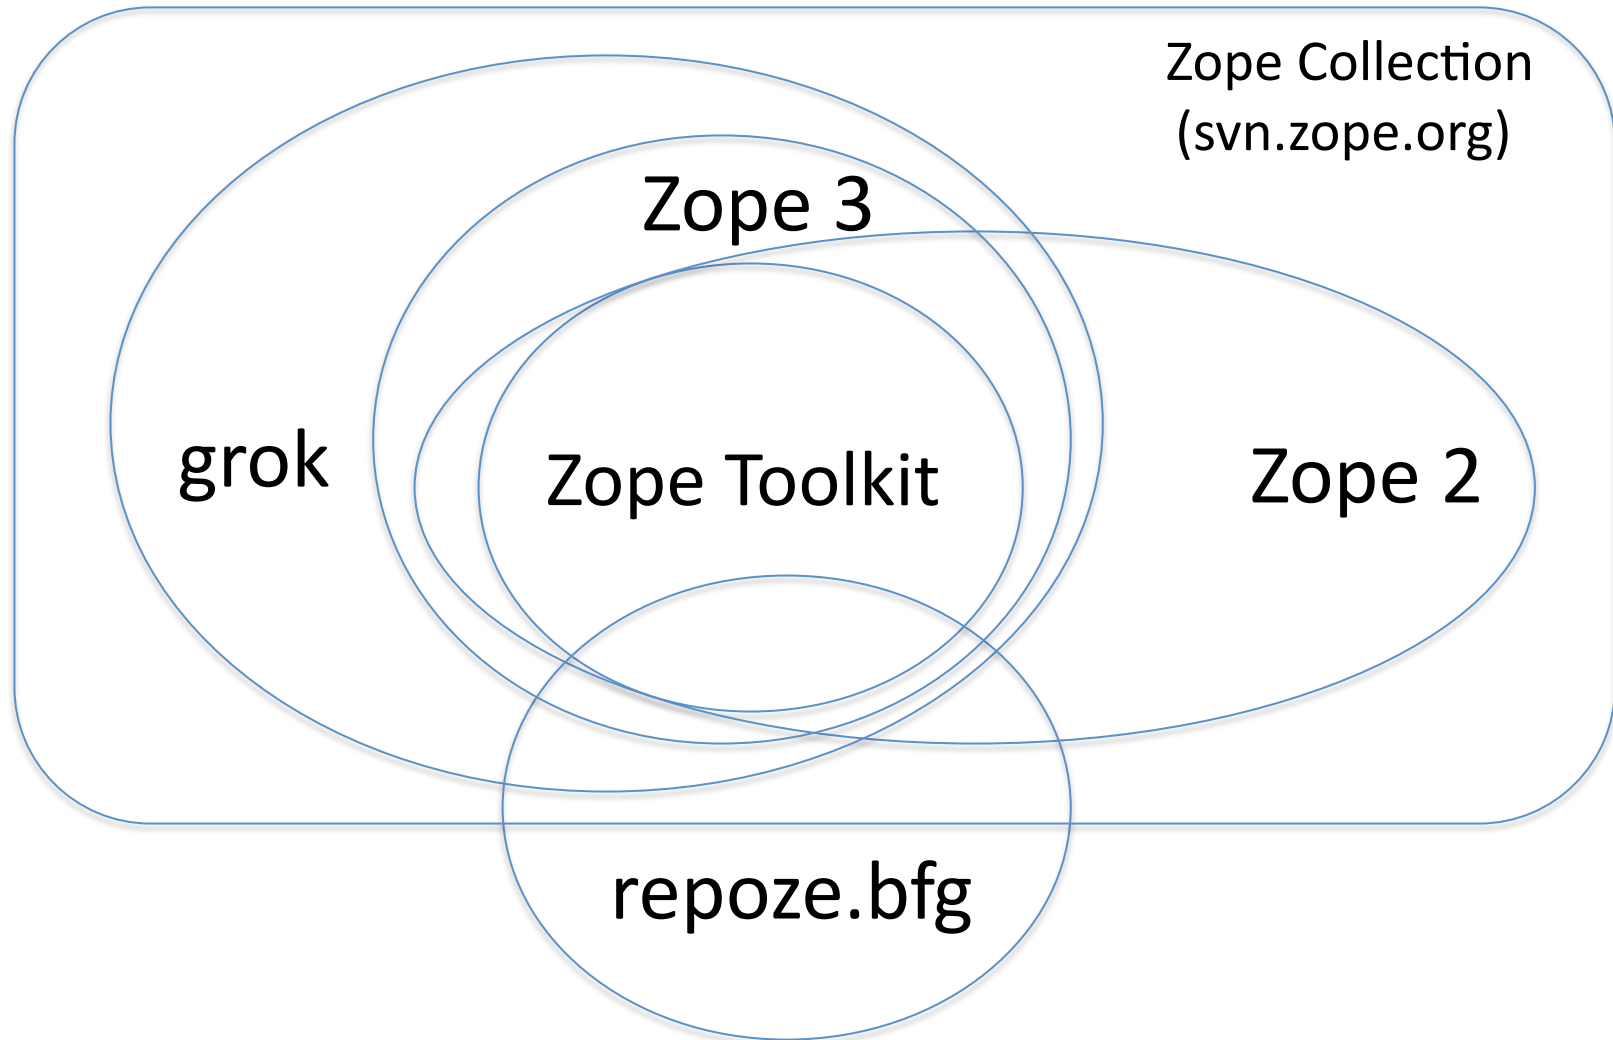 Zope Collection
(svn.zope.org)
Zope 3
grok
Zope Toolkit
Zope 2
repoze.bfg